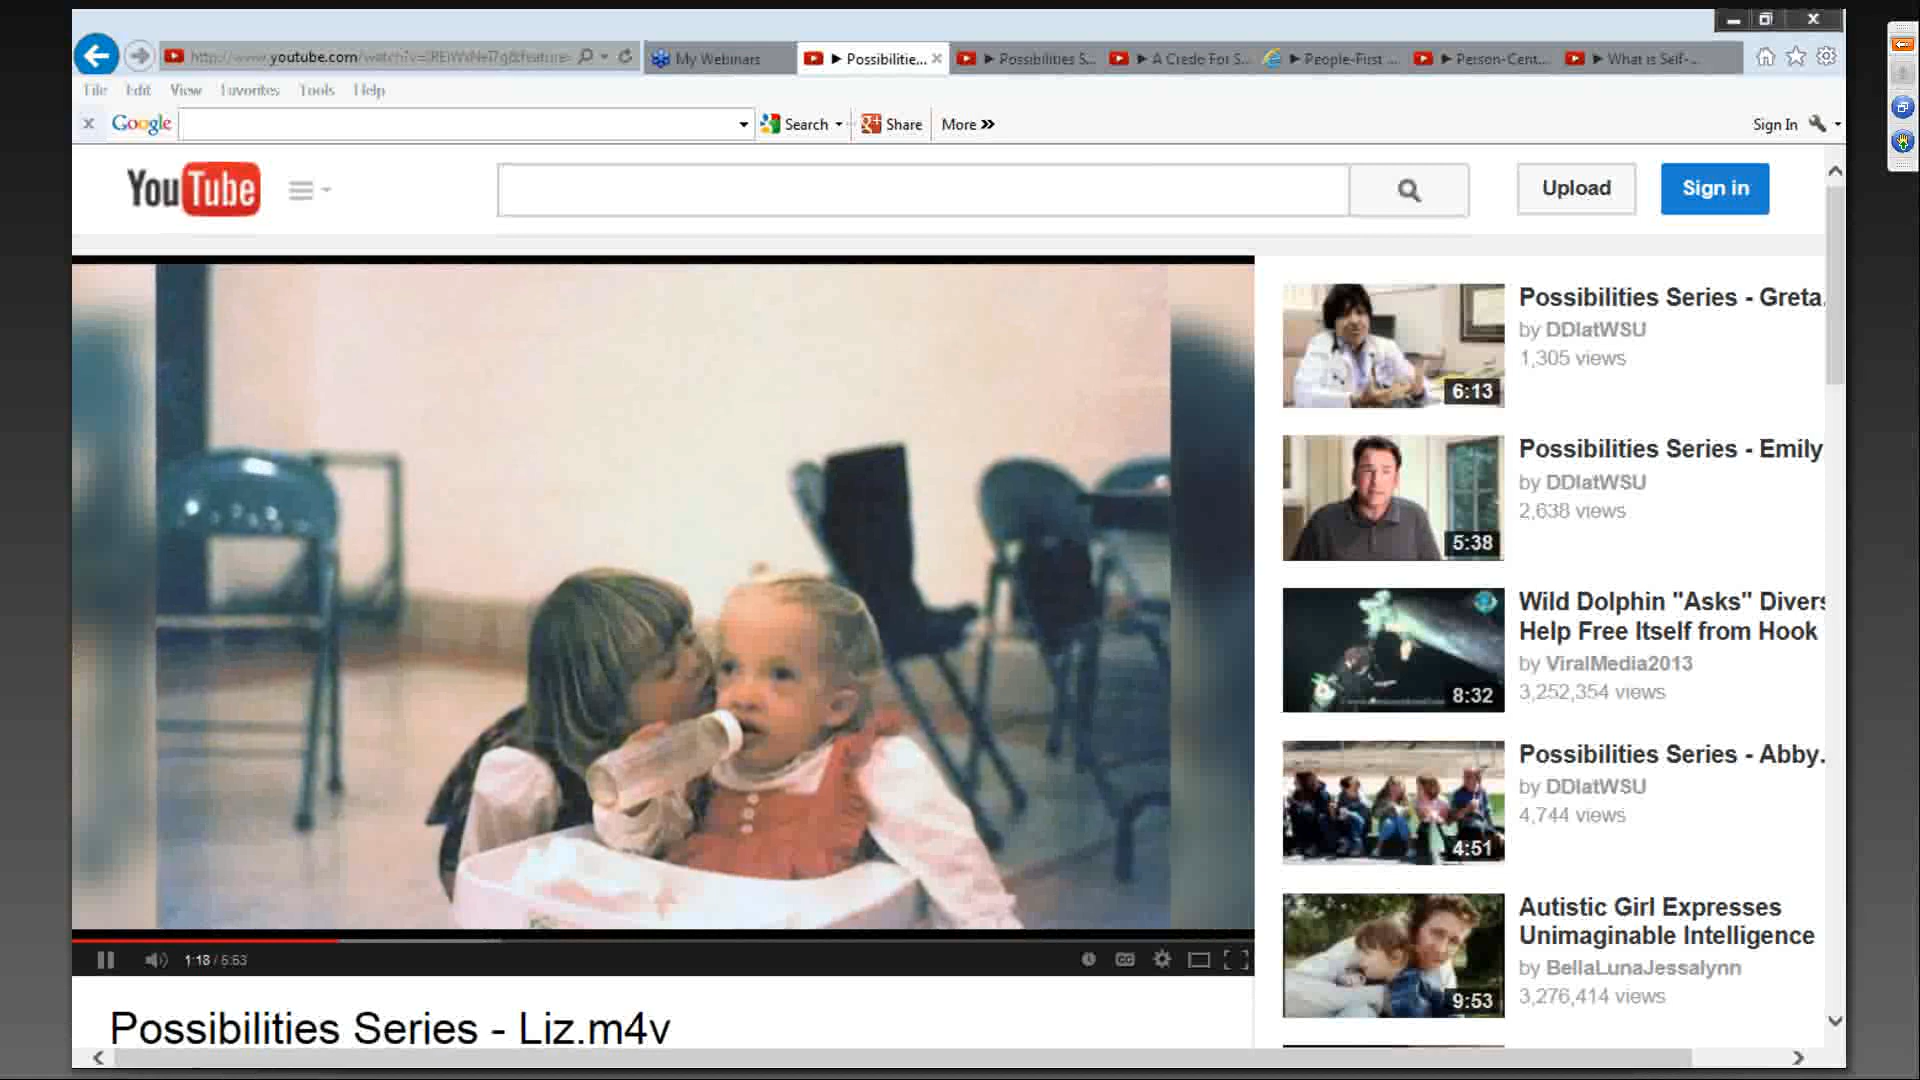 My Webinars
Possibilitie...
Possibilities S...
A Credo For S...
People-First ...
Person-Cent...
What is Self-...
File Edit View Favorites Tools Help
Google
Search
Share
More »
Sign In
YouTube
Upload
Sign in
Possibilities Series - Greta.
by DDIatWSU
1,305 views
6:13
Possibilities Series - Emily
by DDIatWSU
2,638 views
5:38
Wild Dolphin "Asks" Divers
Help Free Itself from Hook
by ViralMedia2013
3,252,354 views
8:32
Possibilities Series - Abby.
by DDIatWSU
4,744 views
4:51
Autistic Girl Expresses
Unimaginable Intelligence
by BellaLunaJessalynn
3,276,414 views
9:53
1:18 / 5:53
CC
Possibilities Series - Liz.m4v